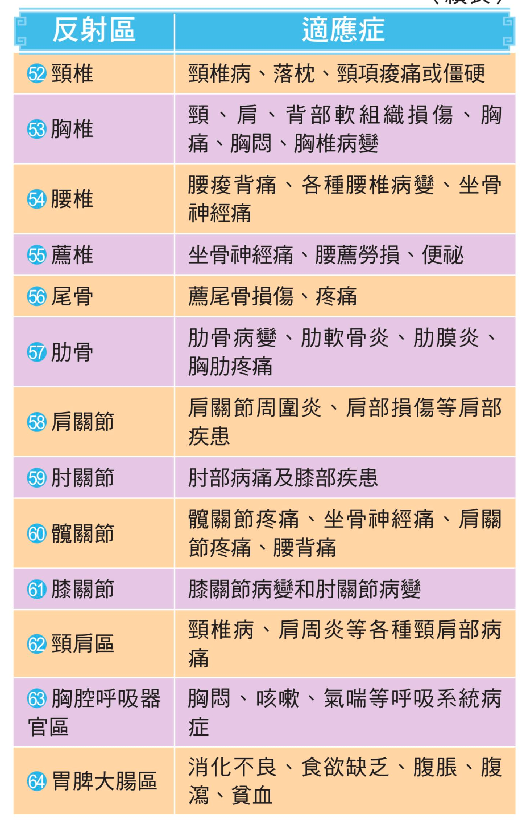 （續表）
反射區 適應症
52 頸椎 頸椎病、落枕、頸項痠痛或僵硬
53 胸椎 頸、肩、背部軟組織損傷、胸
痛、胸悶、胸椎病變
54 腰椎 腰痠背痛、各種腰椎病變、坐骨
神經痛
55 薦椎 坐骨神經痛、腰薦勞損、便祕
56 尾骨 薦尾骨損傷、疼痛
57 肋骨 肋骨病變、肋軟骨炎、肋膜炎、
胸肋疼痛
58 肩關節 肩關節周圍炎、肩部損傷等肩部
疾患
59 肘關節 肘部病痛及膝部疾患
60 髖關節 髖關節疼痛、坐骨神經痛、肩關
節疼痛、腰背痛
61 膝關節 膝關節病變和肘關節病變
62 頸肩區 頸椎病、肩周炎等各種頸肩部病
痛
63 胸腔呼吸器
官區
胸悶、咳嗽、氣喘等呼吸系統病
症
64 胃脾大腸區 消化不良、食欲缺乏、腹脹、腹
瀉、貧血